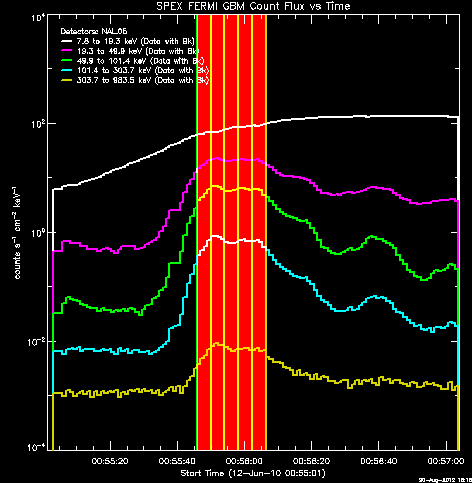 SPEX FERMI GBM Count Flux vs Time
Detectors: NAI_05
7.8 to 19.3 keV (Data with Bk)
19.3 to 49.9 keV (Data with Bk)
49.9 to 101.4 keV (Data with Bk)
101.4 to 303.7 keV (Data with Bk)
303.7 to 983.5 keV (Data with Bk)
counts s⁻¹ cm⁻² keV⁻¹
10⁴
10²
10⁰
10⁻²
10⁻⁴
00:55:20 00:55:40 00:56:00 00:56:20 00:56:40 00:57:00
Start Time (12-Jun-10 00:55:01)
20-Aug-2012 16:16